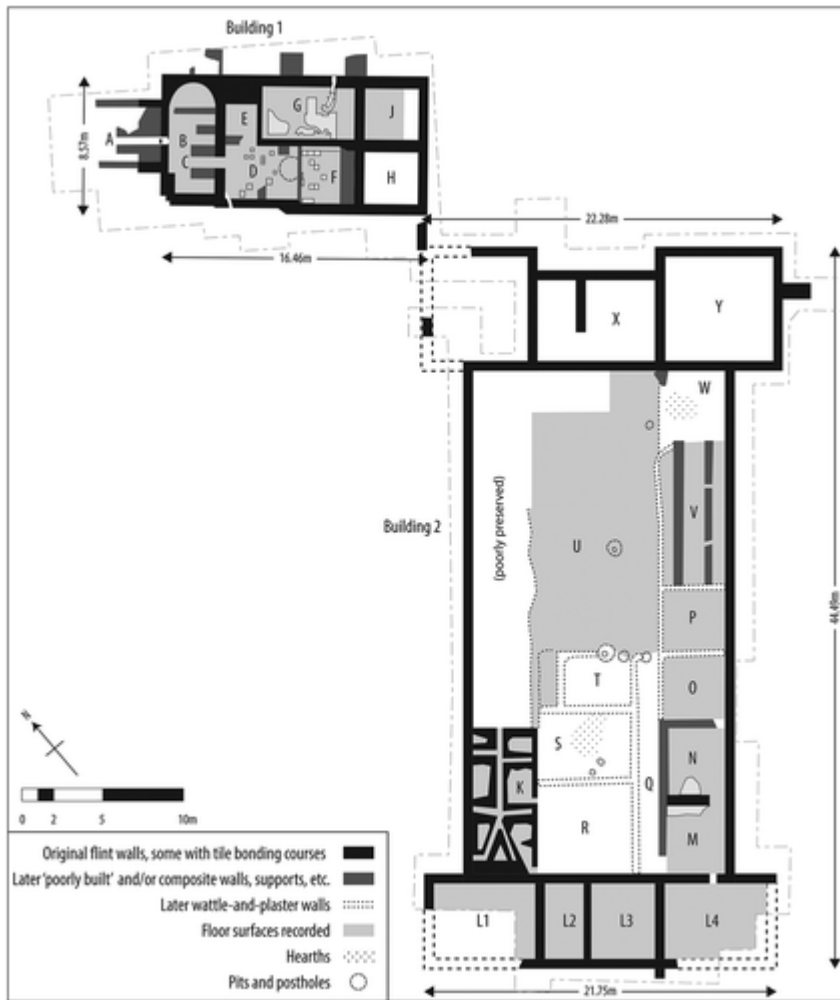 Building 1
8.57m
A
B
C
E
D
G
F
J
H
16.46m
22.28m
X
Y
W
(poorly preserved)
Building 2
V
U
P
T
O
S
N
K
Q
R
M
44.49m
N
0 2 5 10m
L1 L2 L3 L4
21.75m
Original flint walls, some with tile bonding courses
Later 'poorly built' and/or composite walls, supports, etc.
Later wattle-and-plaster walls
Floor surfaces recorded
Hearths
Pits and postholes